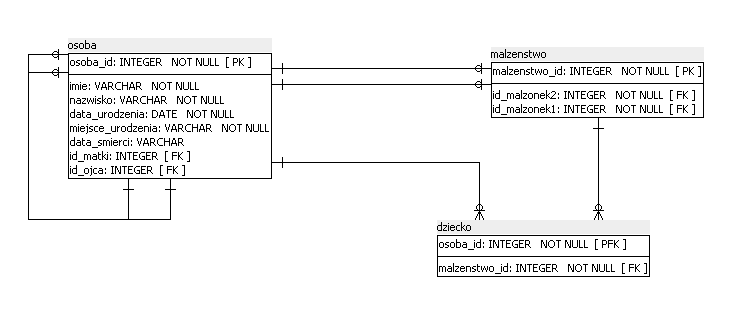 osoba
osoba_id: INTEGER NOT NULL [ PK ]
imie: VARCHAR NOT NULL
nazwisko: VARCHAR NOT NULL
data_urodzenia: DATE NOT NULL
miejsce_urodzenia: VARCHAR NOT NULL
data_smierci: VARCHAR
id_matki: INTEGER [ FK ]
id_ojca: INTEGER [ FK ]
malzenstwo
malzenstwo_id: INTEGER NOT NULL [ PK ]
id_malzonek2: INTEGER NOT NULL [ FK ]
id_malzonek1: INTEGER NOT NULL [ FK ]
dziecko
osoba_id: INTEGER NOT NULL [ PFK ]
malzenstwo_id: INTEGER NOT NULL [ FK ]